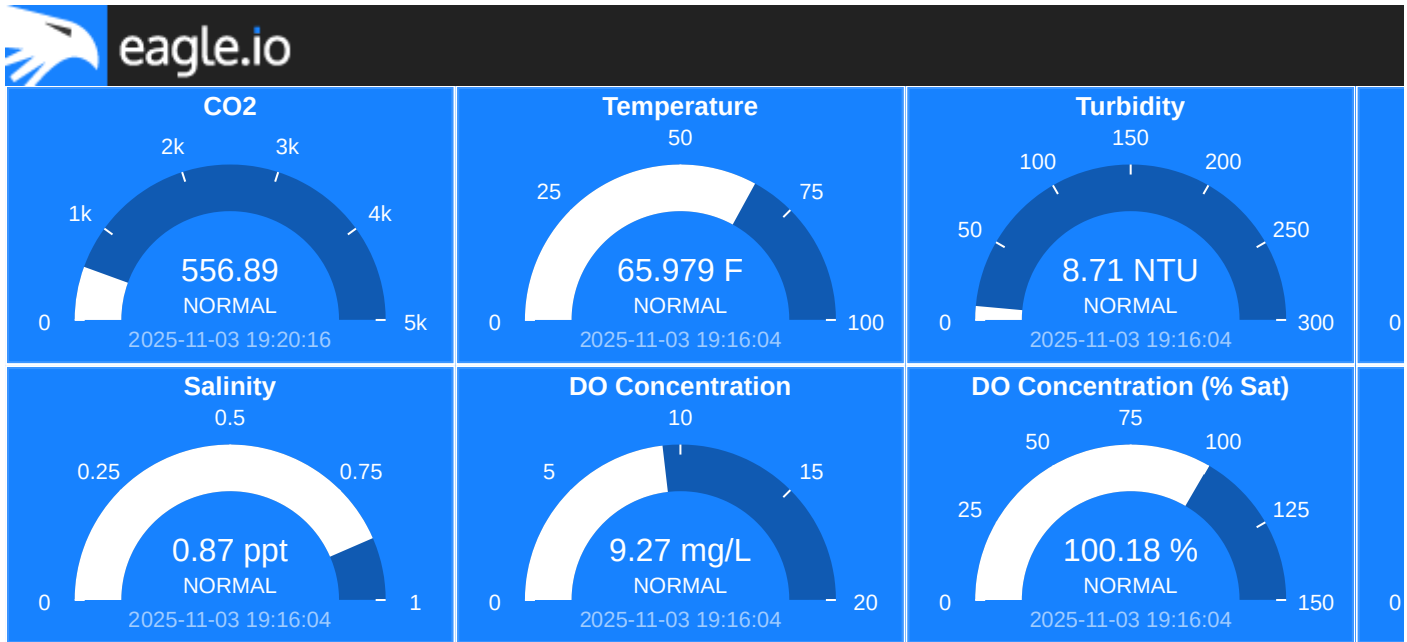 eagle.io
CO2
2k
3k
1k
4k
556.89
NORMAL
0
5k
2025-11-03 19:20:16
Temperature
50
25
75
65.979 F
NORMAL
0
100
2025-11-03 19:16:04
Turbidity
150
100
200
50
250
8.71 NTU
NORMAL
0
300
2025-11-03 19:16:04
0
Salinity
0.5
0.25
0.75
0.87 ppt
NORMAL
0
1
2025-11-03 19:16:04
DO Concentration
10
5
15
9.27 mg/L
NORMAL
0
20
2025-11-03 19:16:04
DO Concentration (% Sat)
75
50
100
25
125
100.18 %
NORMAL
0
150
2025-11-03 19:16:04
0